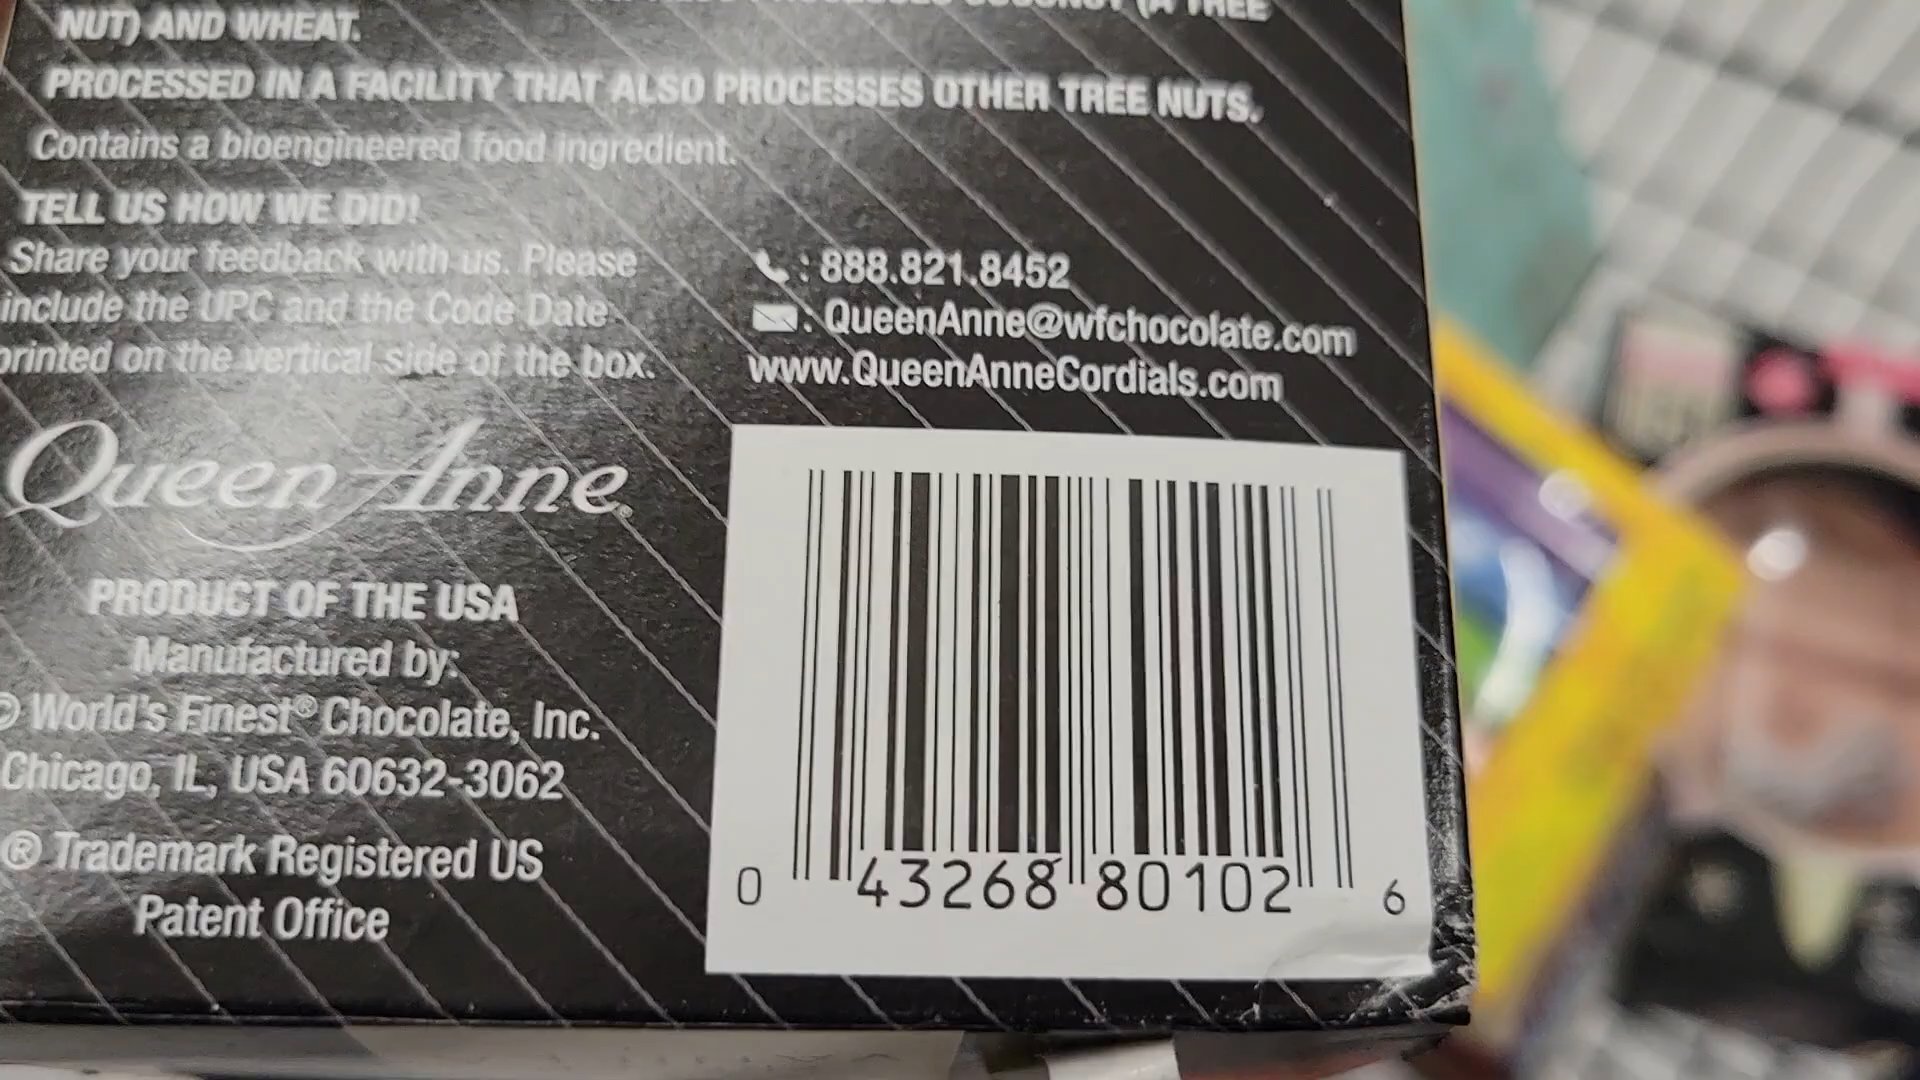 PROCESSES COCONUT (A TREE
NUT) AND WHEAT.
PROCESSED IN A FACILITY THAT ALSO PROCESSES OTHER TREE NUTS.
Contains a bioengineered food ingredient.
TELL US HOW WE DID!
Share your feedback with us. Please
include the UPC and the Code Date
printed on the vertical side of the box.
: 888.821.8452
: QueenAnne@wfchocolate.com
www.QueenAnneCordials.com
Queen Anne®
PRODUCT OF THE USA
Manufactured by:
© World's Finest® Chocolate, Inc.
Chicago, IL, USA 60632-3062
® Trademark Registered US
Patent Office
0 43268 80102 6